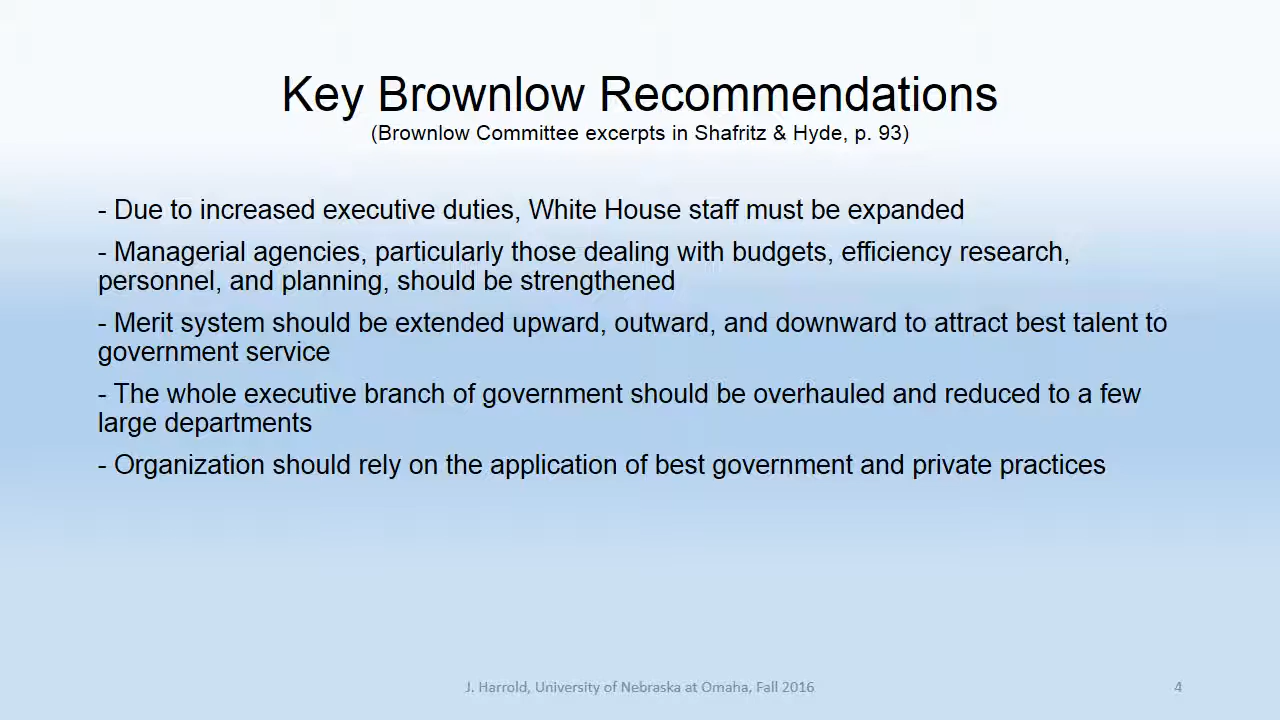 Key Brownlow Recommendations
(Brownlow Committee excerpts in Shafritz & Hyde, p. 93)
- Due to increased executive duties, White House staff must be expanded
- Managerial agencies, particularly those dealing with budgets, efficiency research,
personnel, and planning, should be strengthened
- Merit system should be extended upward, outward, and downward to attract best talent to
government service
- The whole executive branch of government should be overhauled and reduced to a few
large departments
- Organization should rely on the application of best government and private practices
J. Harrold, University of Nebraska at Omaha, Fall 2016
4